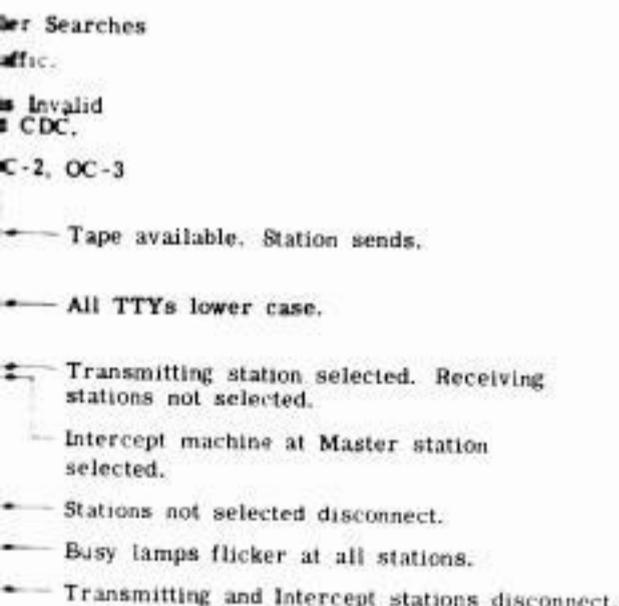 Searches
Invalid
CDC.
OC-3
Tape available. Station sends.
All TTYs lower case.
Transmitting station selected. Receiving
stations not selected.
Intercept machine at Master station
selected.
Stations not selected disconnect.
Busy lamps flicker at all stations.
Transmitting and Intercept stations disconnect.